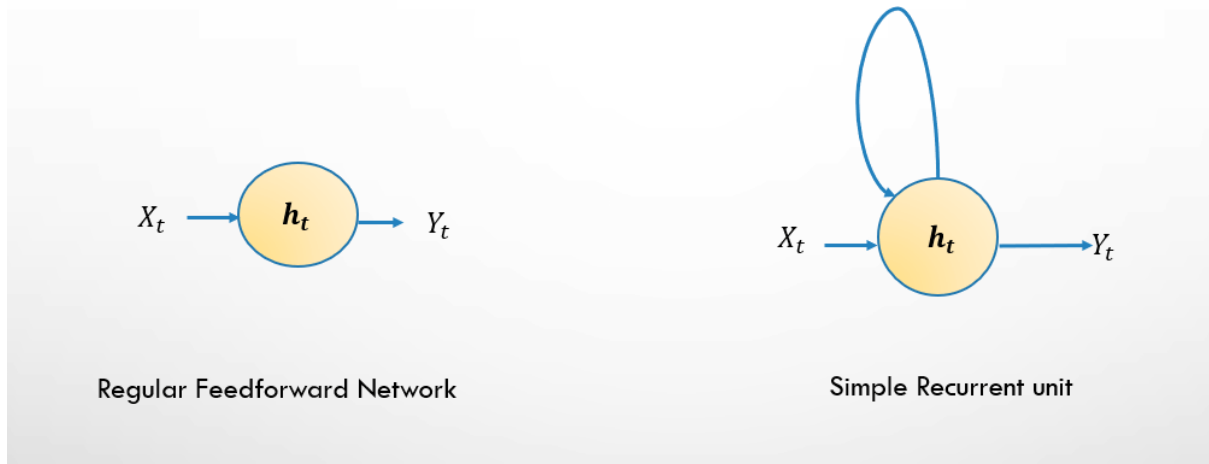 X_t h_t Y_t
Regular Feedforward Network
X_t h_t Y_t
Simple Recurrent unit